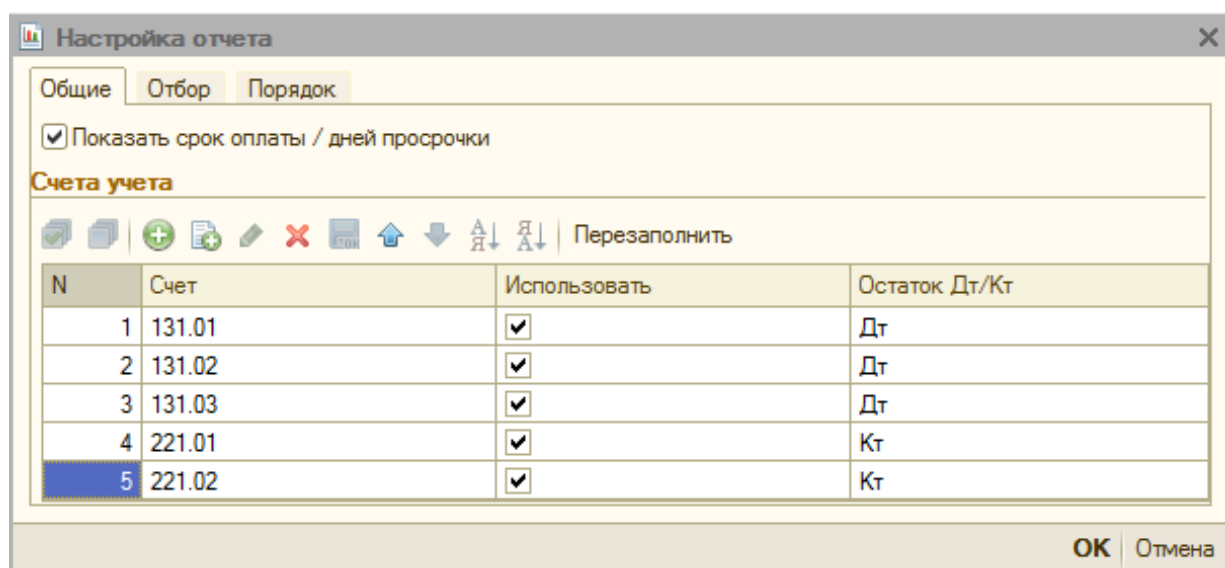 Настройка отчета
Общие Отбор Порядок
Показать срок оплаты / дней просрочки
Счета учета
Перезаполнить
N Счет Использовать Остаток Дт/Кт
1 131.01 Дт
2 131.02 Дт
3 131.03 Дт
4 221.01 Кт
5 221.02 Кт
OK Отмена